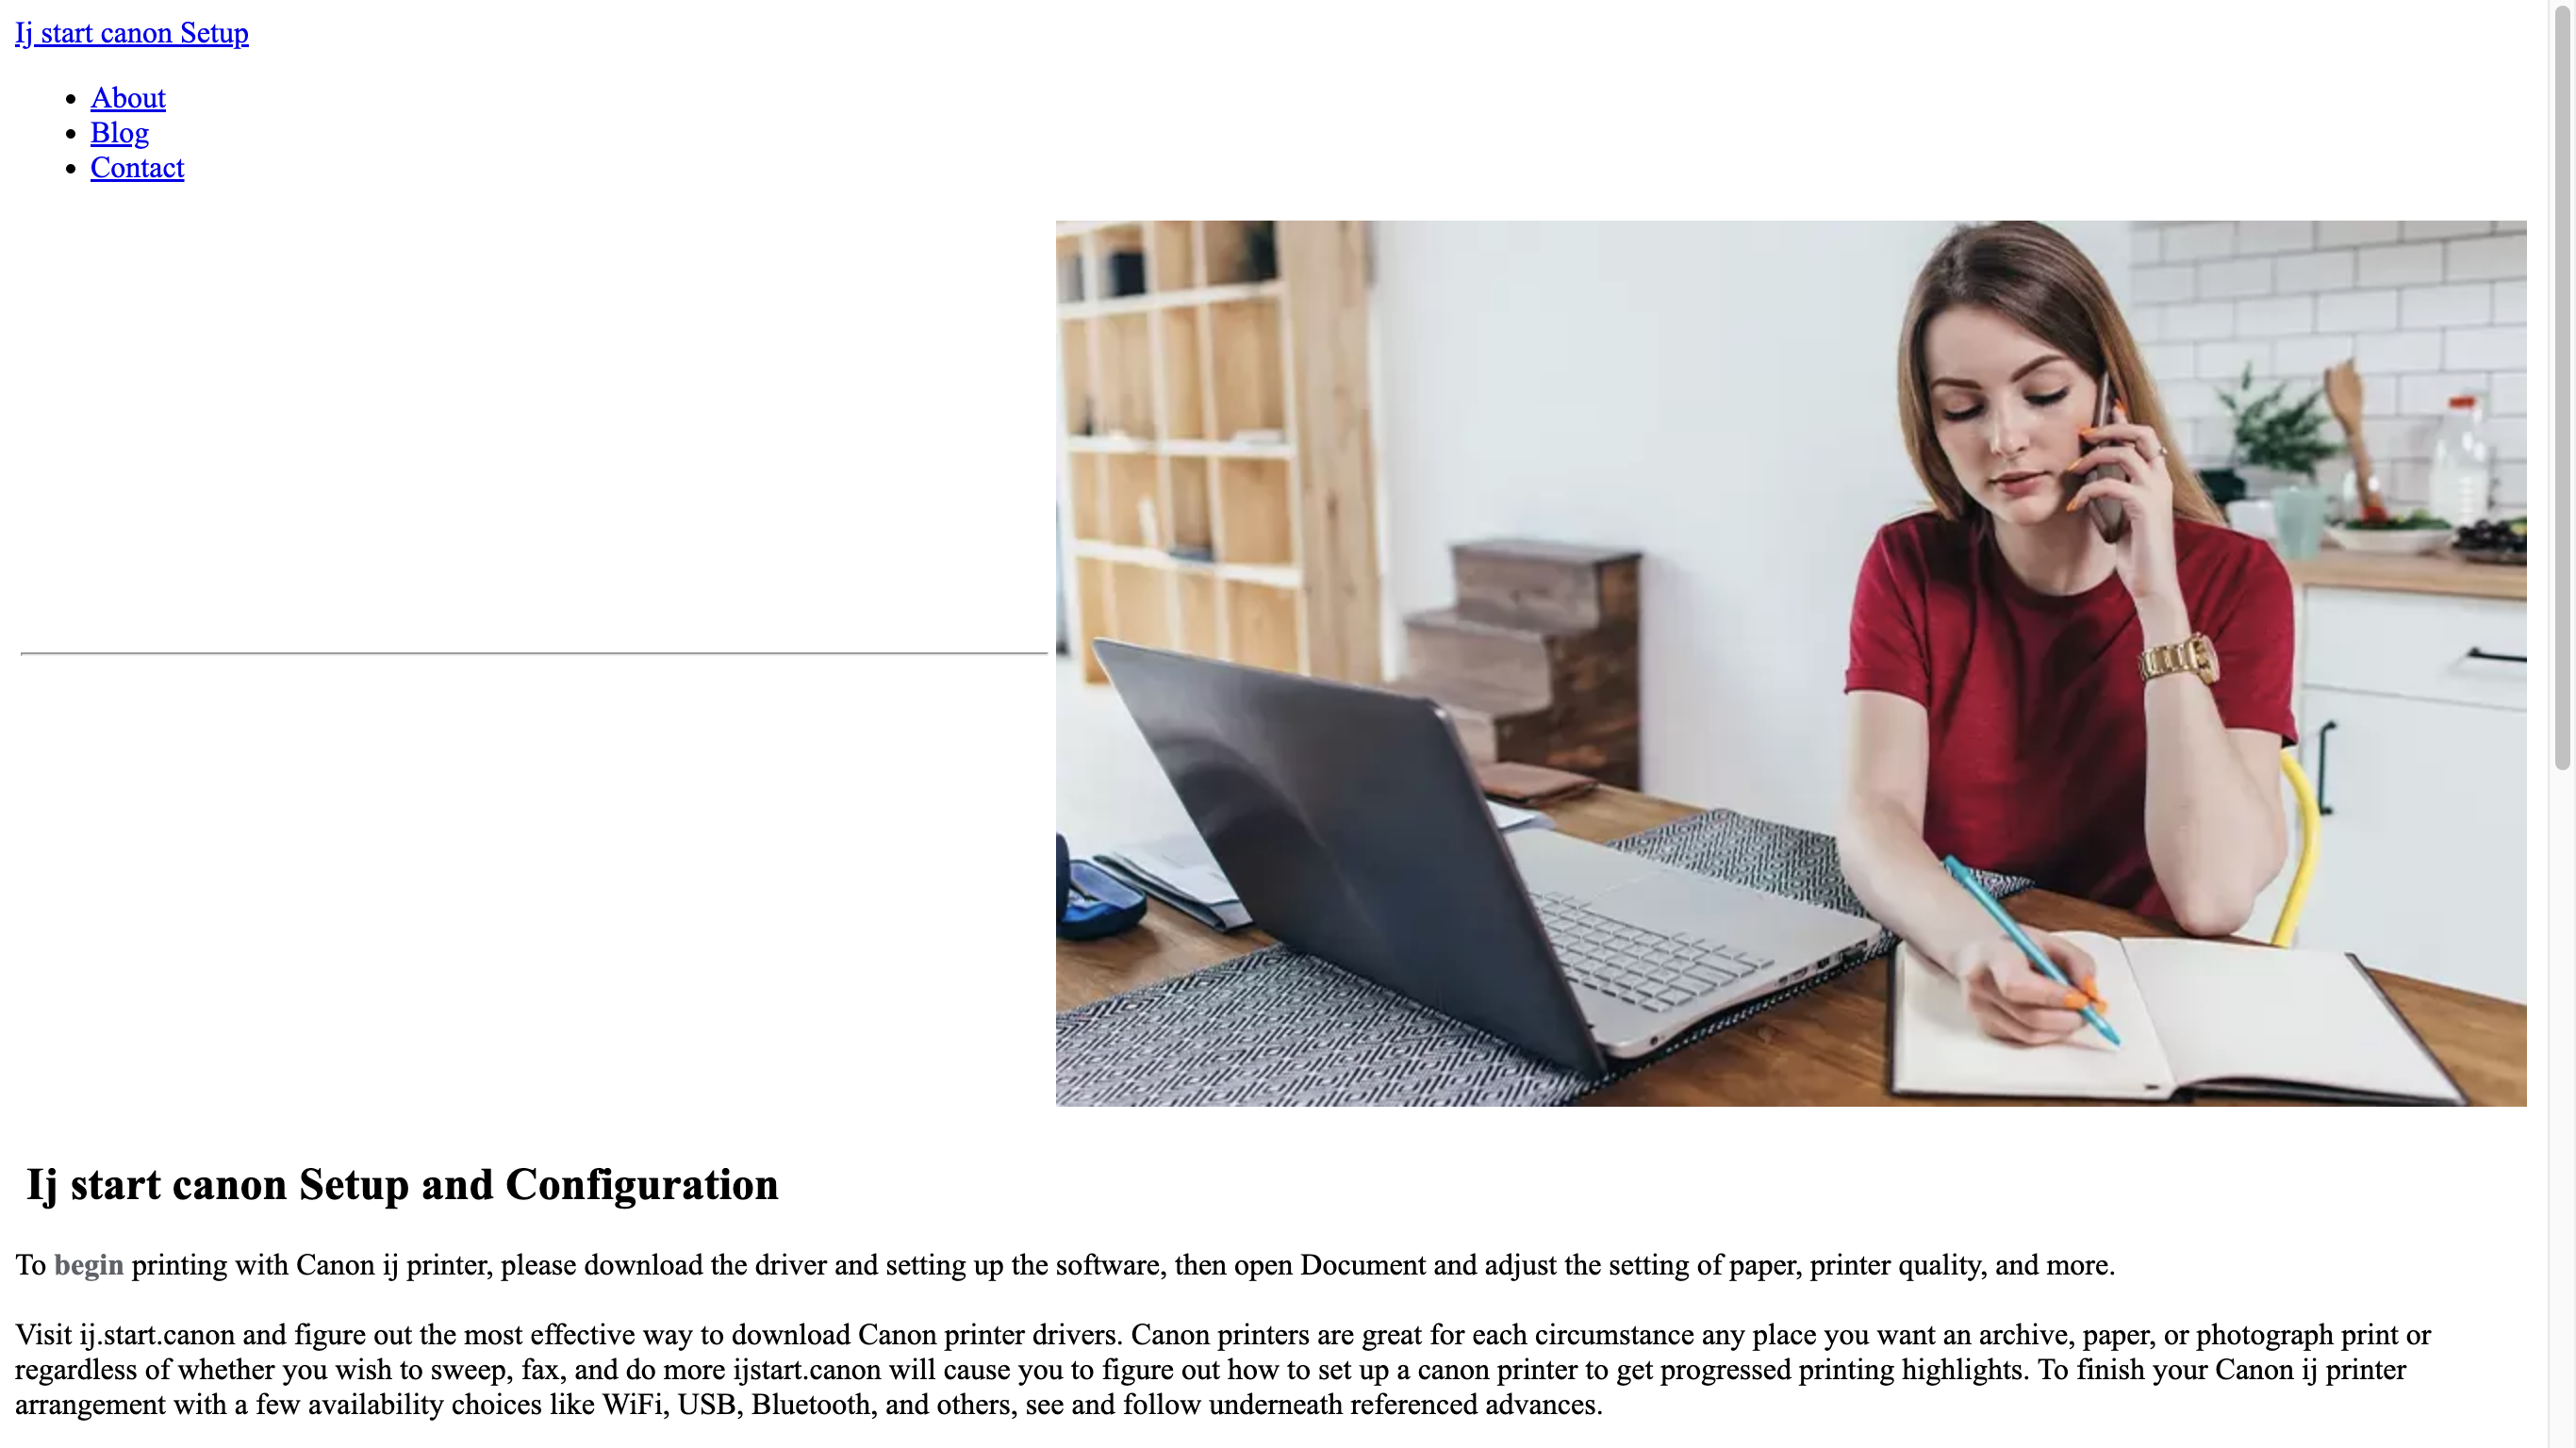 Ij start canon Setup
About
Blog
Contact
Ij start canon Setup and Configuration
To begin printing with Canon ij printer, please download the driver and setting up the software, then open Document and adjust the setting of paper, printer quality, and more.
Visit ij.start.canon and figure out the most effective way to download Canon printer drivers. Canon printers are great for each circumstance any place you want an archive, paper, or photograph print or
regardless of whether you wish to sweep, fax, and do more ijstart.canon will cause you to figure out how to set up a canon printer to get progressed printing highlights. To finish your Canon ij printer
arrangement with a few availability choices like WiFi, USB, Bluetooth, and others, see and follow underneath referenced advances.